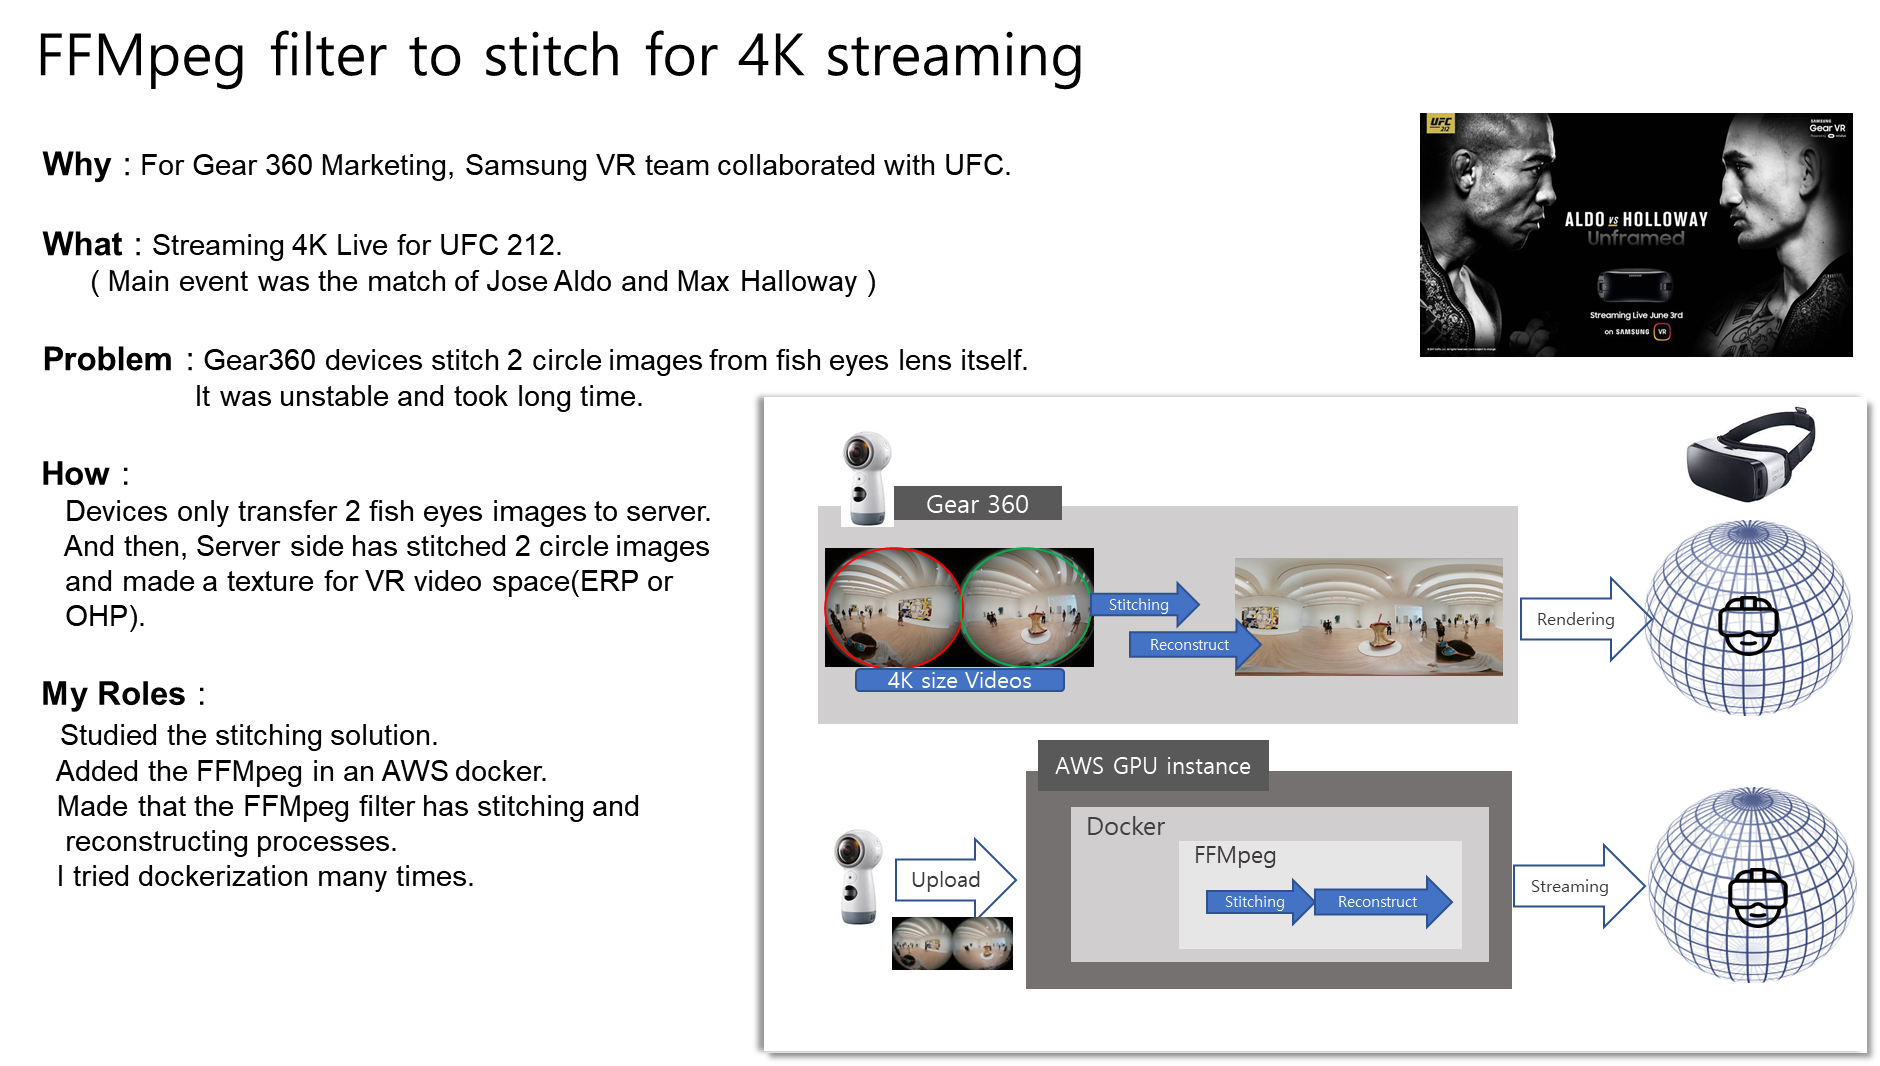 FFMpeg filter to stitch for 4K streaming
Why : For Gear 360 Marketing, Samsung VR team collaborated with UFC.
What : Streaming 4K Live for UFC 212.
( Main event was the match of Jose Aldo and Max Halloway )
Problem : Gear360 devices stitch 2 circle images from fish eyes lens itself.
It was unstable and took long time.
How :
Devices only transfer 2 fish eyes images to server.
And then, Server side has stitched 2 circle images
and made a texture for VR video space(ERP or
OHP).
My Roles :
Studied the stitching solution.
Added the FFMpeg in an AWS docker.
Made that the FFMpeg filter has stitching and
reconstructing processes.
I tried dockerization many times.
UFC
212
SAMSUNG
Gear VR
ALDO vs HOLLOWAY
Unframed
Streaming Live June 3rd
on SAMSUNG VR
Gear 360
4K size Videos
Stitching
Reconstruct
Rendering
AWS GPU instance
Docker
FFMpeg
Upload
Stitching
Reconstruct
Streaming